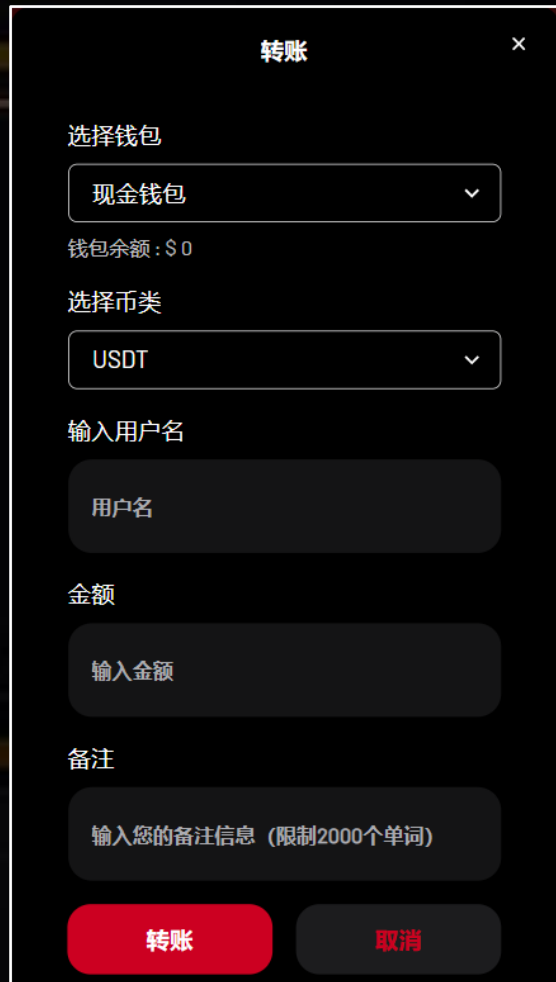 转账
×
选择钱包
现金钱包
钱包余额 : $ 0
选择币类
USDT
输入用户名
用户名
金额
输入金额
备注
输入您的备注信息（限制2000个单词）
转账
取消